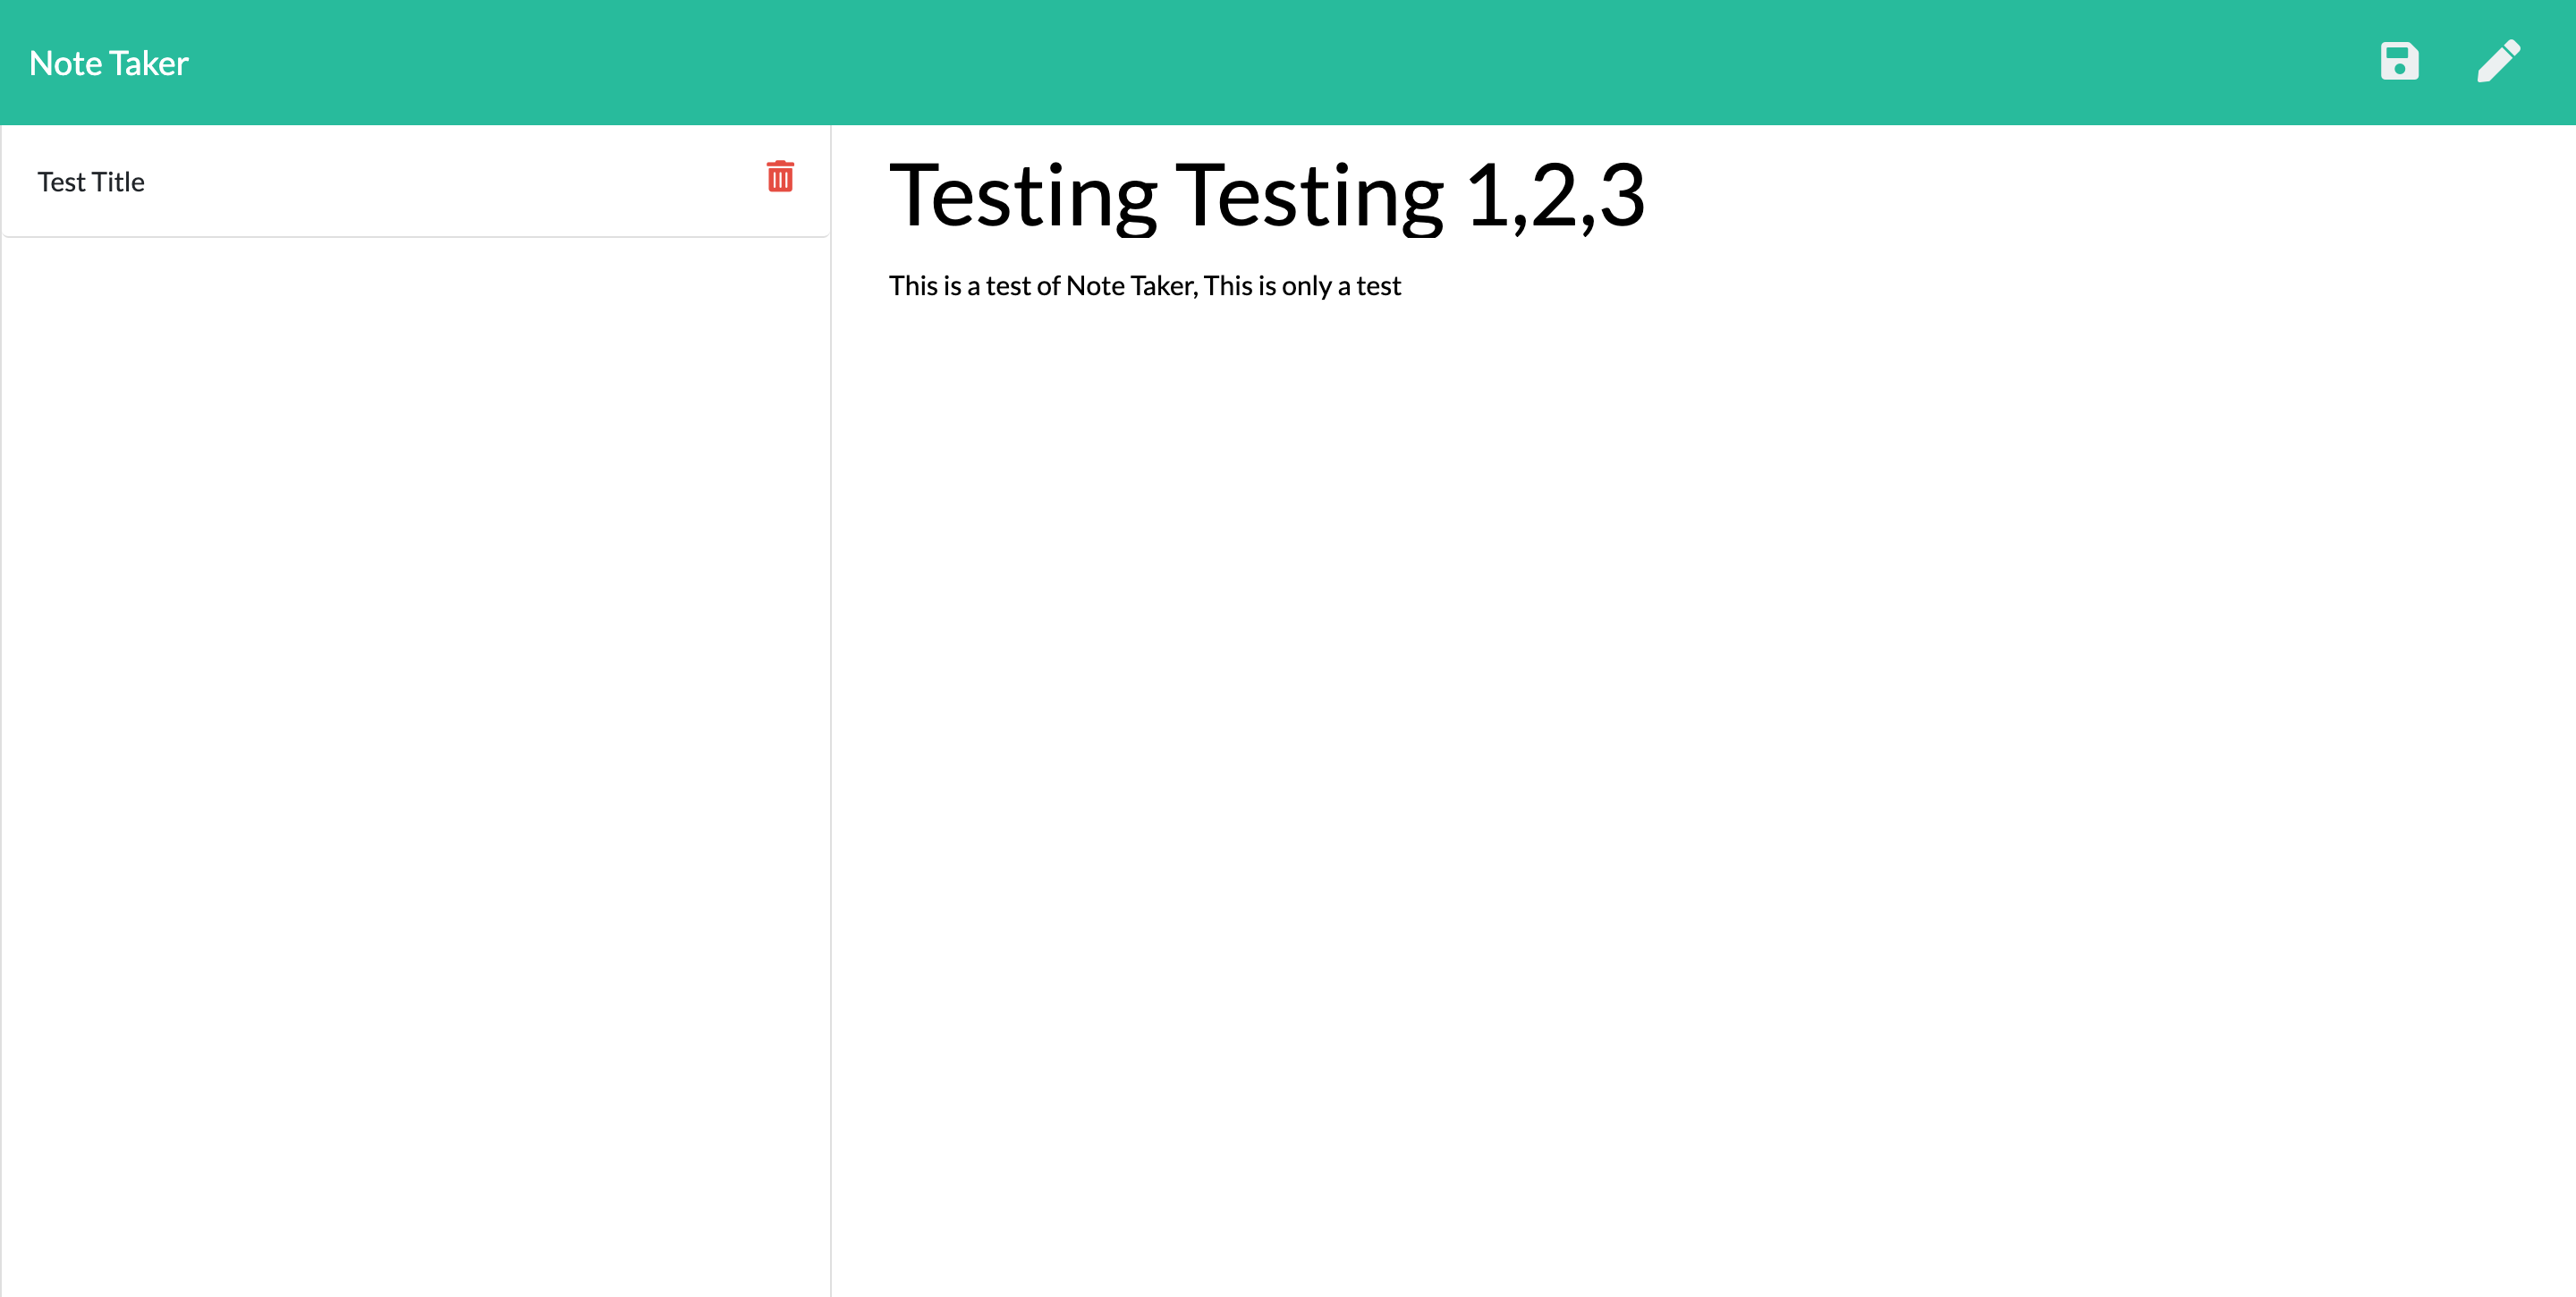 Note Taker
Test Title
Testing Testing 1,2,3
This is a test of Note Taker, This is only a test